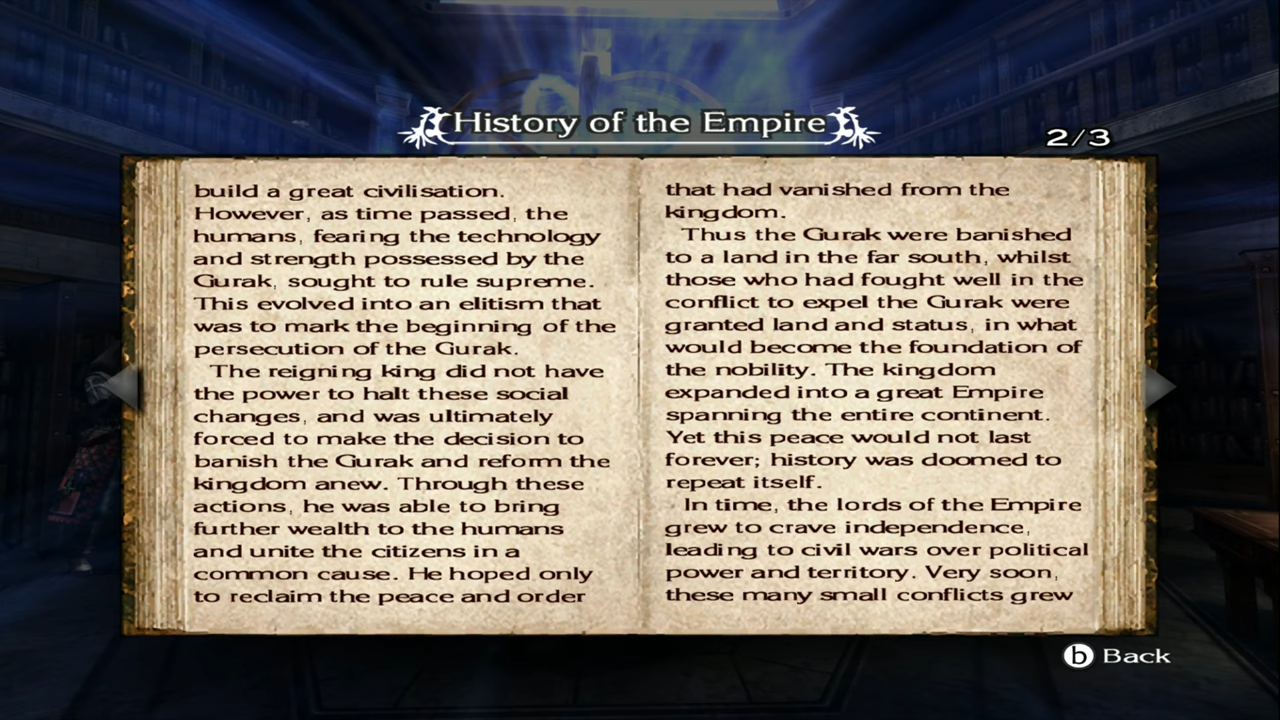 History of the Empire
2/3
build a great civilisation.
However, as time passed, the
humans, fearing the technology
and strength possessed by the
Gurak, sought to rule supreme.
This evolved into an elitism that
was to mark the beginning of the
persecution of the Gurak.
The reigning king did not have
the power to halt these social
changes, and was ultimately
forced to make the decision to
banish the Gurak and reform the
kingdom anew. Through these
actions, he was able to bring
further wealth to the humans
and unite the citizens in a
common cause. He hoped only
to reclaim the peace and order
that had vanished from the
kingdom.
Thus the Gurak were banished
to a land in the far south, whilst
those who had fought well in the
conflict to expel the Gurak were
granted land and status, in what
would become the foundation of
the nobility. The kingdom
expanded into a great Empire
spanning the entire continent.
Yet this peace would not last
forever; history was doomed to
repeat itself.
In time, the lords of the Empire
grew to crave independence,
leading to civil wars over political
power and territory. Very soon,
these many small conflicts grew
b Back